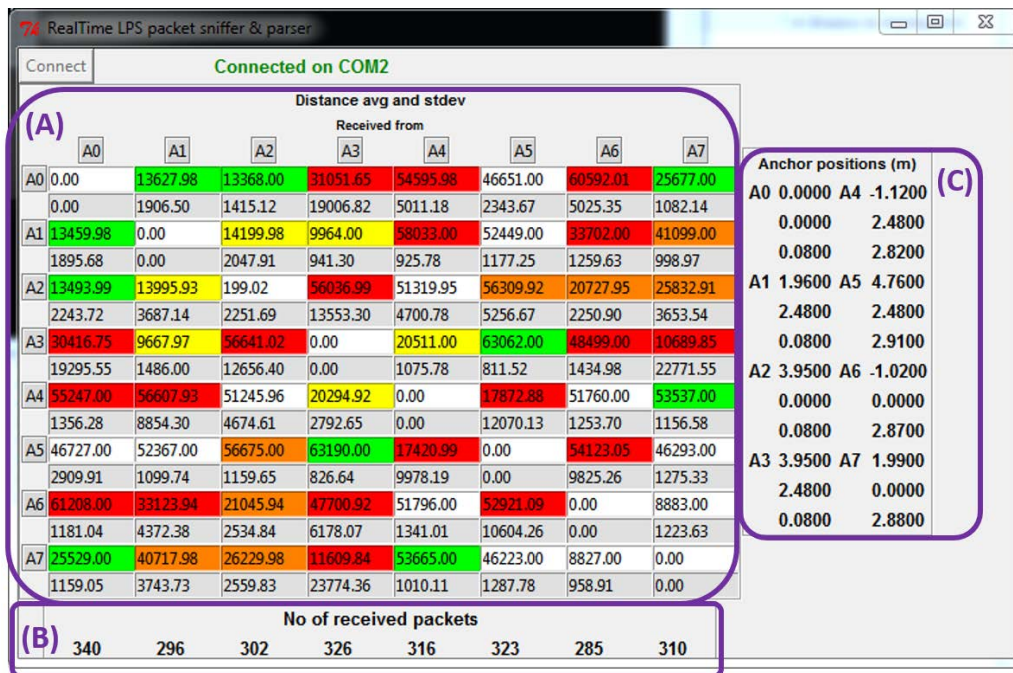 RealTime LPS packet sniffer & parser
Connect Connected on COM2
Distance avg and stdev
(A) Received from
A0 A1 A2 A3 A4 A5 A6 A7
A0 0.00 13627.98 13368.00 31051.65 54595.98 46651.00 60592.01 25677.00
0.00 1906.50 1415.12 19006.82 5011.18 2343.67 5025.35 1082.14
A1 13459.98 0.00 14199.98 9964.00 58033.00 52449.00 33702.00 41099.00
1895.68 0.00 2047.91 941.30 925.78 1177.25 1259.63 998.97
A2 13493.99 13995.93 199.02 56036.99 51319.95 56309.92 20727.95 25832.91
2243.72 3687.14 2251.69 13553.30 4700.78 5256.67 2250.90 3653.54
A3 30416.75 9667.97 56641.02 0.00 20511.00 63062.00 48499.00 10689.85
19295.55 1486.00 12656.40 0.00 1075.78 811.52 1434.98 22771.55
A4 55247.00 56607.93 51245.96 20294.92 0.00 17872.88 51760.00 53537.00
1356.28 8854.30 4674.61 2792.65 0.00 12070.13 1253.70 1156.58
A5 46727.00 52367.00 56675.00 63190.00 17420.99 0.00 54123.05 46293.00
2909.91 1099.74 1159.65 826.64 9978.19 0.00 9825.26 1275.33
A6 61208.00 33123.94 21045.94 47700.92 51796.00 52921.09 0.00 8883.00
1181.04 4372.38 2534.84 6178.07 1341.01 10604.26 0.00 1223.63
A7 25529.00 40717.98 26229.98 11609.84 53665.00 46223.00 8827.00 0.00
1159.05 3743.73 2559.83 23774.36 1010.11 1287.78 958.91 0.00
Anchor positions (m)
(C)
A0 0.0000 A4 -1.1200
0.0000 2.4800
0.0800 2.8200
A1 1.9600 A5 4.7600
2.4800 2.4800
0.0800 2.9100
A2 3.9500 A6 -1.0200
0.0000 0.0000
0.0800 2.8700
A3 3.9500 A7 1.9900
2.4800 0.0000
0.0800 2.8800
(B) No of received packets
340 296 302 326 316 323 285 310